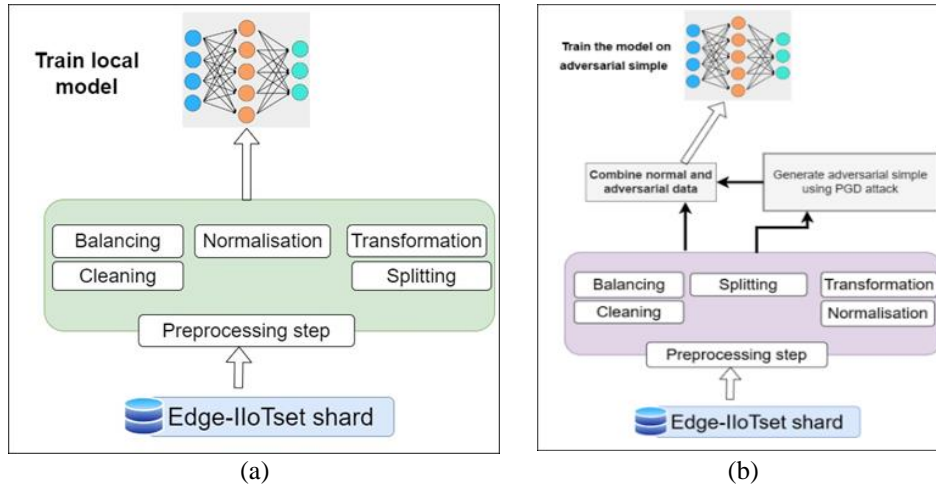 Train local
model
Balancing
Normalisation
Transformation
Cleaning
Splitting
Preprocessing step
Edge-IIoTset shard
(a)
Train the model on
adversarial simple
Combine normal and
adversarial data
Generate adversarial simple
using PGD attack
Balancing
Splitting
Transformation
Cleaning
Normalisation
Preprocessing step
Edge-IIoTset shard
(b)